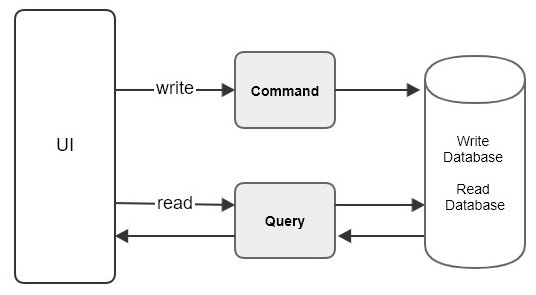 UI
write
Command
read
Query
Write
Database
Read
Database